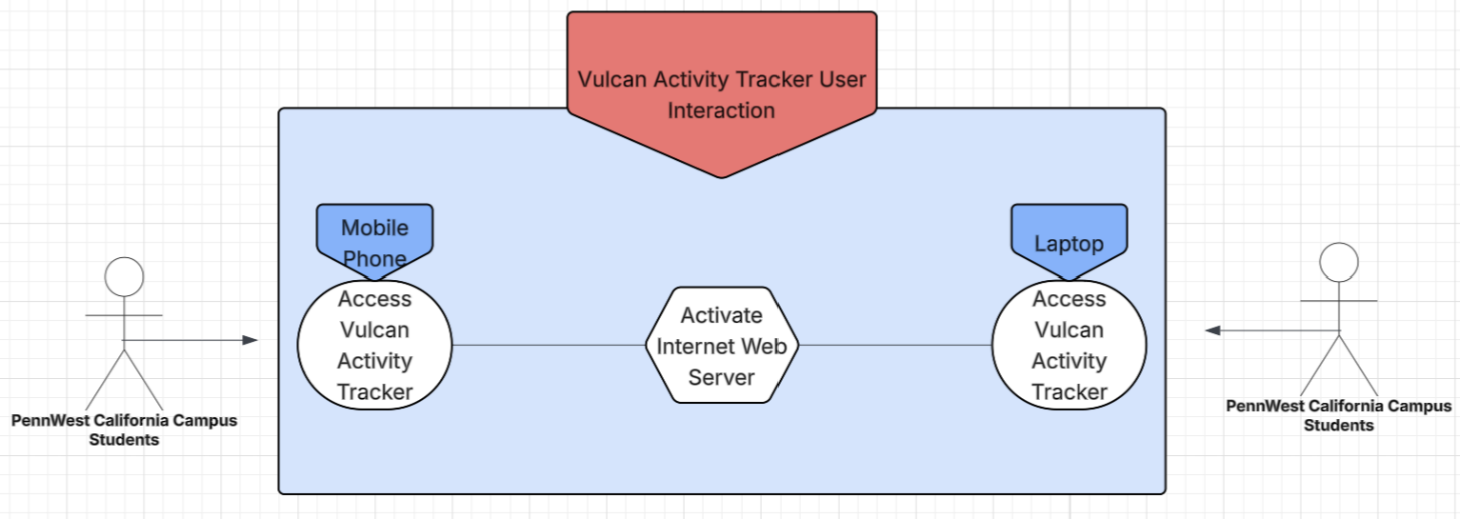 Vulcan Activity Tracker User
Interaction
Mobile
Phone
Access
Vulcan
Activity
Tracker
Activate
Internet Web
Server
Laptop
Access
Vulcan
Activity
Tracker
PennWest California Campus
Students
PennWest California Campus
Students